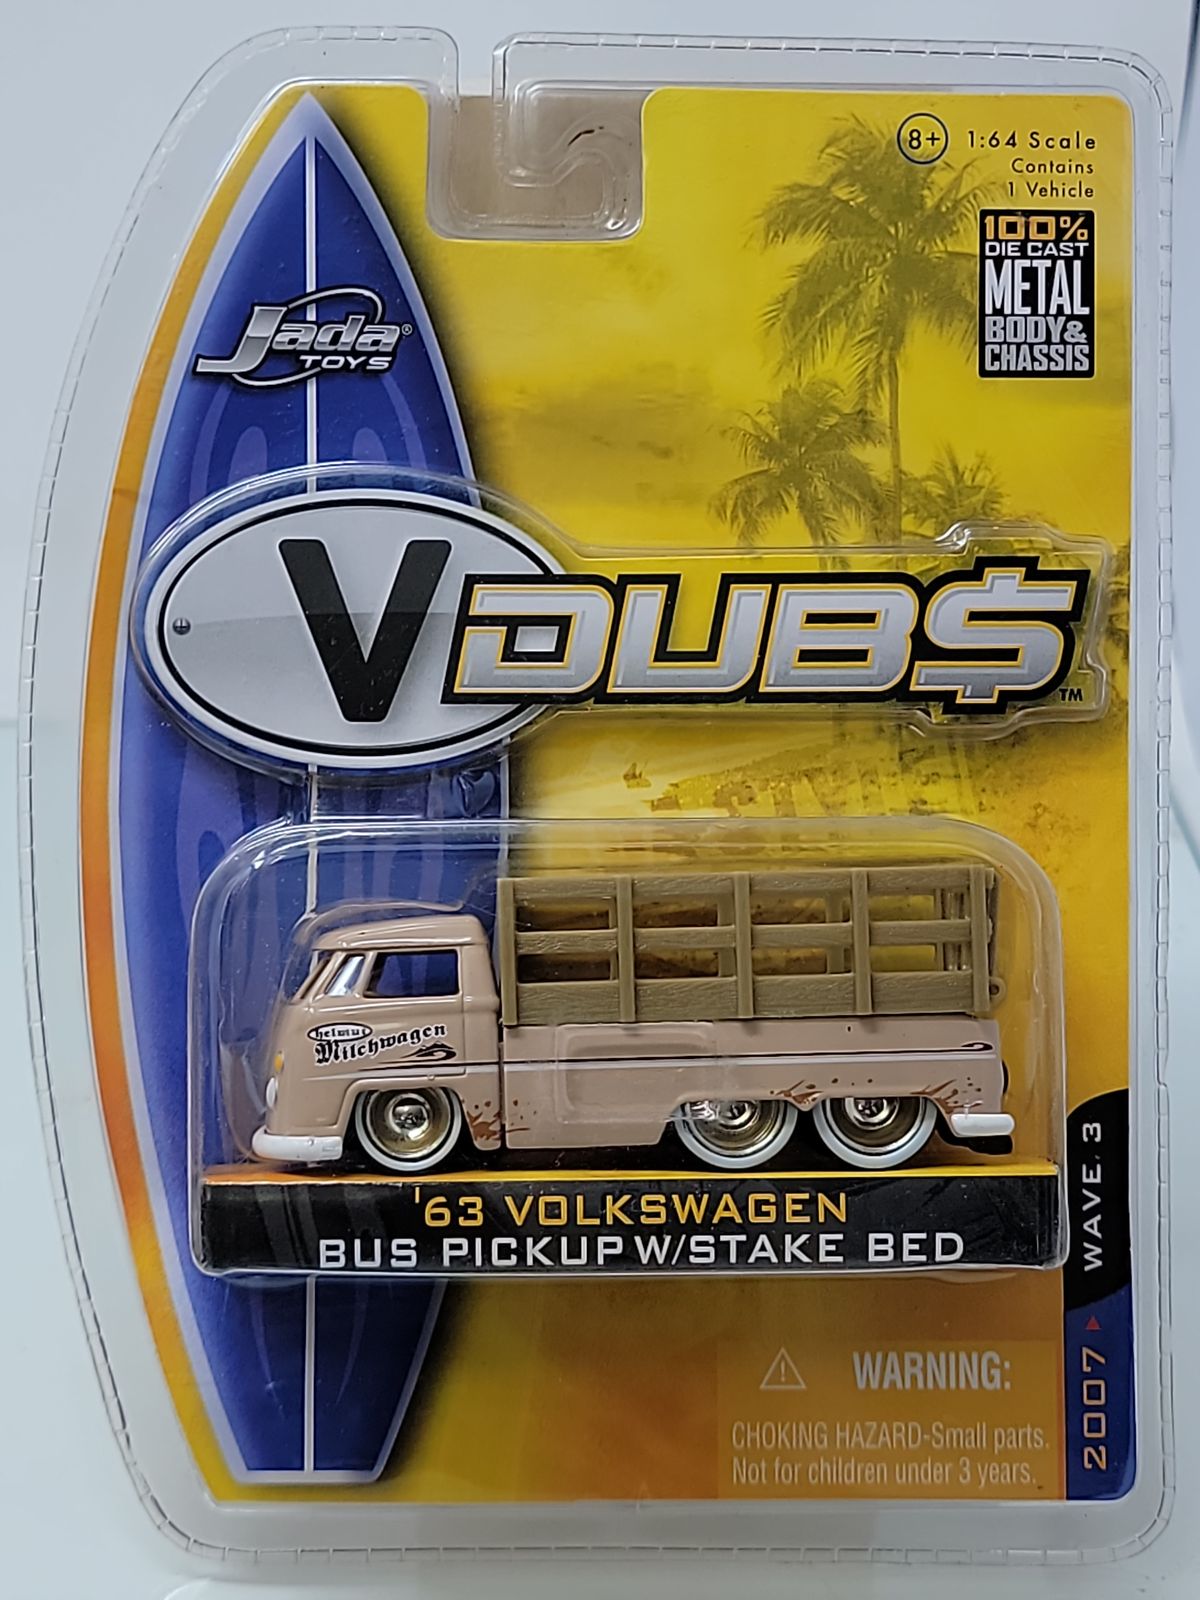 8+ 1:64 Scale
Contains
1 Vehicle
100%
DIE CAST
METAL
BODY&
CHASSIS
Jada®
TOYS
V DUB$™
STYLE
helmut
Milchwagen
'63 VOLKSWAGEN
BUS PICKUP W/STAKE BED
2007 WAVE. 3
WARNING:
CHOKING HAZARD-Small parts.
Not for children under 3 years.